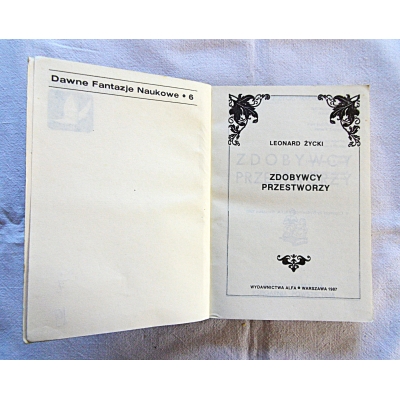 Dawne Fantazje Naukowe • 6
LEONARD ŻYCKI
ZDOBYWCY
PRZESTWORZY
WYDAWNICTWA ALFA • WARSZAWA 1987